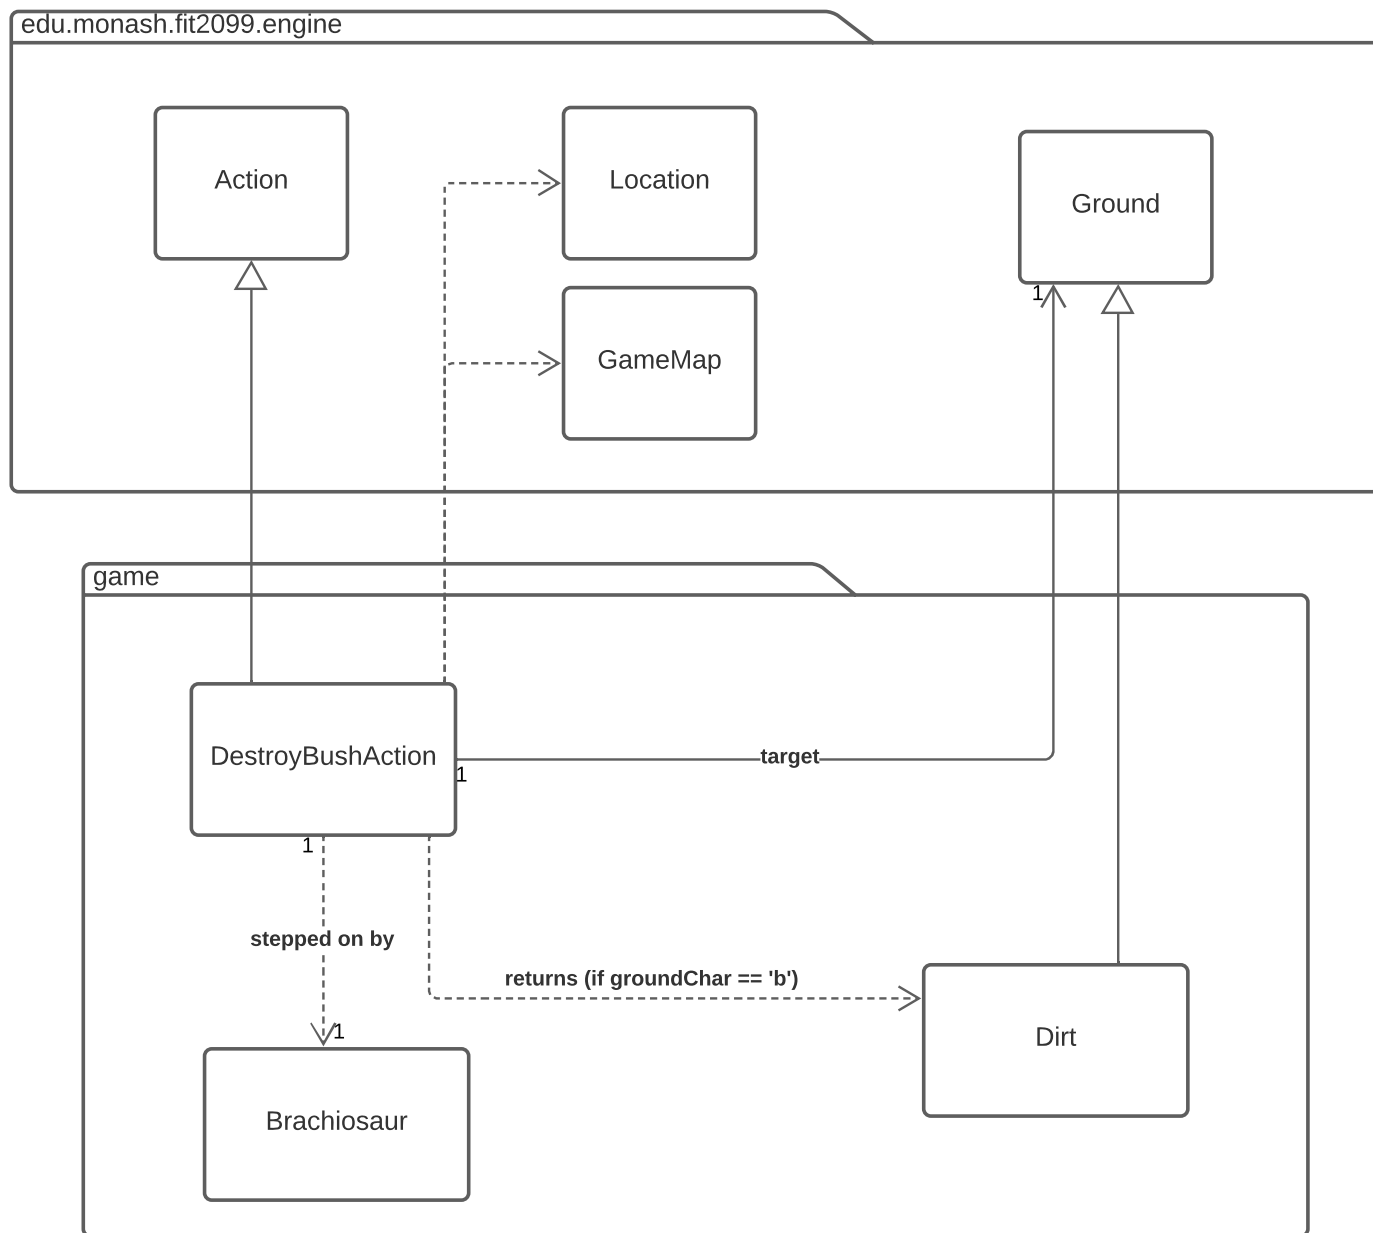 edu.monash.fit2099.engine
Action
Location
Ground
GameMap
1
game
DestroyBushAction
target
1
1
stepped on by
returns (if groundChar == 'b')
1
Dirt
Brachiosaur